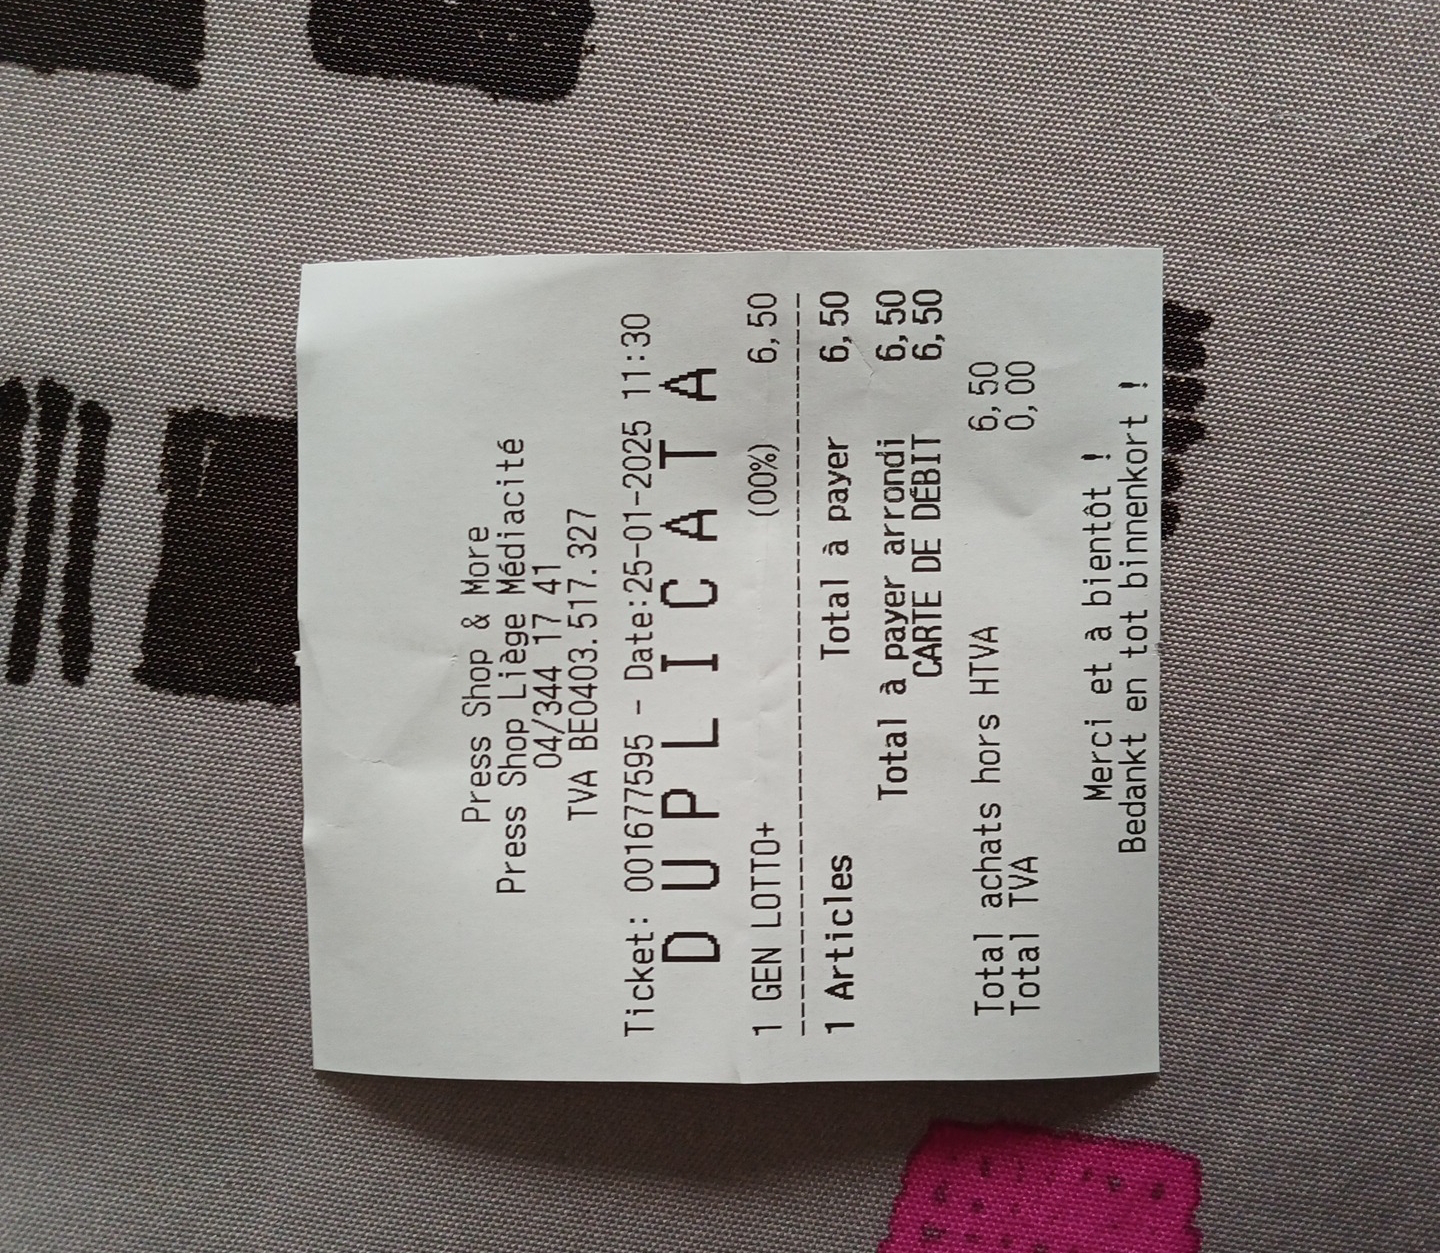 Press Shop & More
Press Shop Liège Médiacité
04/344 17 41
TVA BE0403.517.327
Ticket: 001677595 - Date:25-01-2025 11:30
D U P L I C A T A
1 GEN LOTTO+ (00%) 6,50
-----------------------------------------
1 Articles Total à payer 6,50
Total à payer arrondi 6,50
CARTE DE DÉBIT 6,50
Total achats hors HTVA 6,50
Total TVA 0,00
Merci et à bientôt !
Bedankt en tot binnenkort !